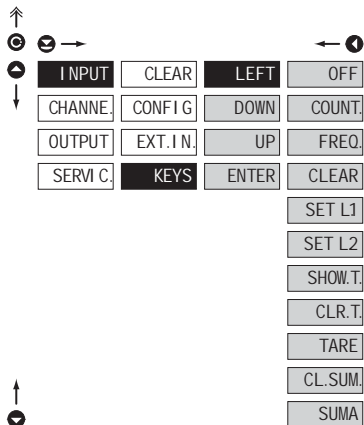 INPUT CLEAR LEFT OFF
CHANNE. CONFIG DOWN COUNT.
OUTPUT EXT.IN. UP FREQ.
SERVIC. KEYS ENTER CLEAR
SET L1
SET L2
SHOW.T.
CLR.T.
TARE
CL.SUM.
SUMA